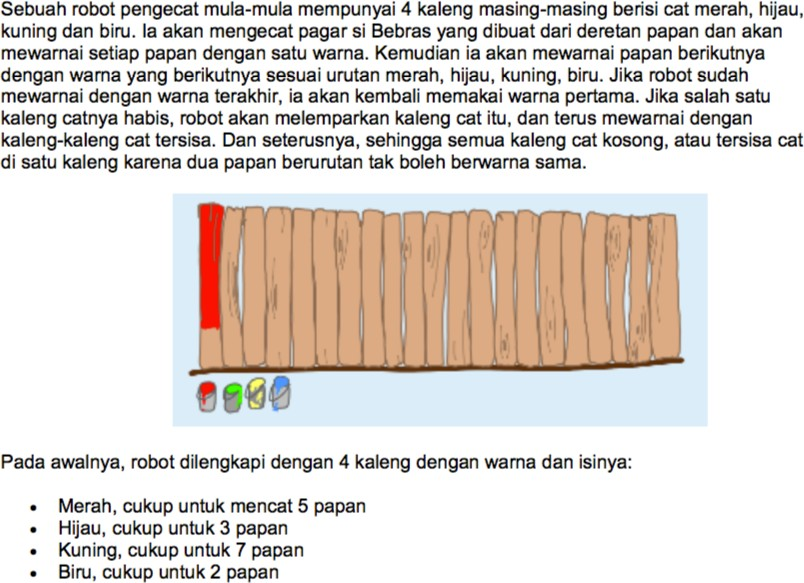 Sebuah robot pengecat mula-mula mempunyai 4 kaleng masing-masing berisi cat merah, hijau,
kuning dan biru. Ia akan mengecat pagar si Bebras yang dibuat dari deretan papan dan akan
mewarnai setiap papan dengan satu warna. Kemudian ia akan mewarnai papan berikutnya
dengan warna yang berikutnya sesuai urutan merah, hijau, kuning, biru. Jika robot sudah
mewarnai dengan warna terakhir, ia akan kembali memakai warna pertama. Jika salah satu
kaleng catnya habis, robot akan melemparkan kaleng cat itu, dan terus mewarnai dengan
kaleng-kaleng cat tersisa. Dan seterusnya, sehingga semua kaleng cat kosong, atau tersisa cat
di satu kaleng karena dua papan berurutan tak boleh berwarna sama.
Pada awalnya, robot dilengkapi dengan 4 kaleng dengan warna dan isinya:
• Merah, cukup untuk mencat 5 papan
• Hijau, cukup untuk 3 papan
• Kuning, cukup untuk 7 papan
• Biru, cukup untuk 2 papan